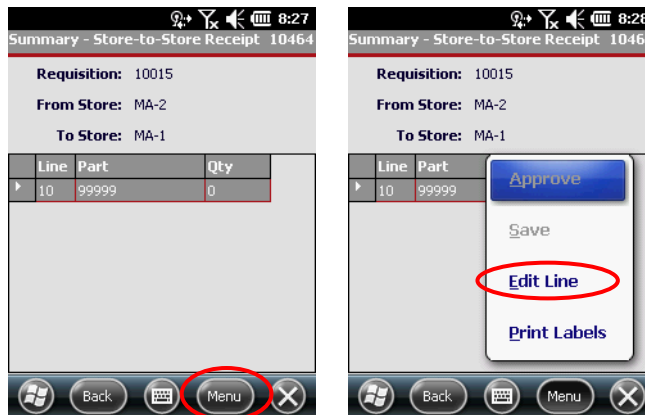 8:27
Summary - Store-to-Store Receipt 10464
Requisition: 10015
From Store: MA-2
To Store: MA-1
Line Part Qty
10 99999 0
Back Menu
8:28
Summary - Store-to-Store Receipt 1046
Requisition: 10015
From Store: MA-2
To Store: MA-1
Line Part
10 99999
Approve
Save
Edit Line
Print Labels
Back Menu